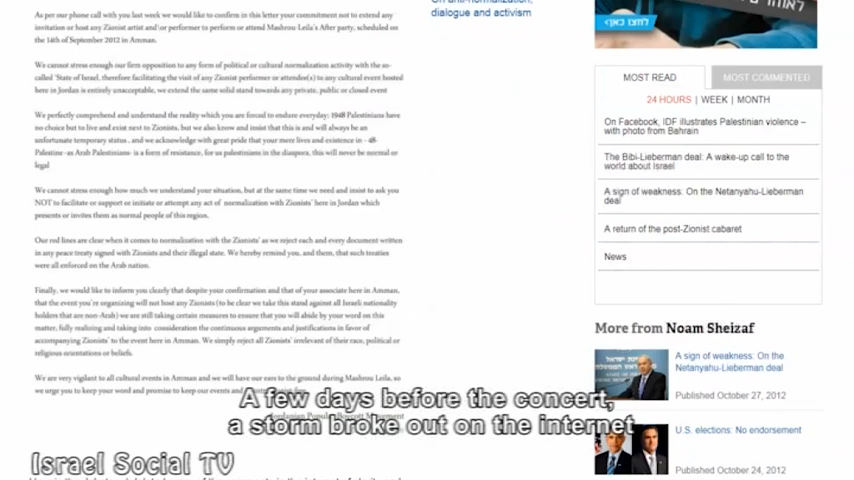 As per our phone call with you last week we would like to confirm in this letter your commitment not to extend any
invitation or host any Zionist artist and \or performer to perform or attend Mashrou-Leila's After party, scheduled on
the 14th of September 2012 in Amman.
We cannot stress enough our firm opposition to any form of political or cultural normalization activity with the so-
called 'State of Israel, therefore facilitating the visit of any Zionist performer or attendee(s) to any cultural event hosted
here in Jordan is entirely unacceptable, we extend the same solid stand towards any private, public or closed event
We perfectly comprehend and understand the reality which you are forced to endure everyday: 1948 Palestinians have
no choice but to live and exist next to Zionists, but we also know and insist that this is and will always be an
unfortunate temporary status , and we acknowledge with great pride that your mere lives and existence in - 48-
Palestine -as Arab Palestinians- is a form of resistance, for us palestinians in the diaspora, this will never be normal or
legal
We cannot stress enough how much we understand your situation, but at the same time we need and insist to ask you
NOT to facilitate or support or initiate or attempt any act of normalization with Zionists' here in Jordan which
presents or invites them as normal people of this region.
Our red lines are clear when it comes to normalization with the Zionists' as we reject each and every document written
in any peace treaty signed with Zionists and their illegal state. We hereby remind you, and them, that such treaties
were all enforced on the Arab nation.
Finally, we would like to inform you clearly that despite your confirmation and that of your associate here in Amman,
that the event you're organizing will not host any Zionists (to be clear we take this stand against all Israeli nationality
holders that are non-Arab) we are still taking certain measures to ensure that you will abide by your word on this
matter, fully realizing and taking into consideration the continuous arguments and justifications in favor of
accompanying Zionists' to the event here in Amman. We simply reject all Zionists' irrelevant of their race, political or
religious orientations or beliefs.
We are very vigilant to all cultural events in Amman and we will have our ears to the ground during Mashrou Leila, so
we urge you to keep your word and promise to keep our events and
Jordanian Popular Boycott Movement
dialogue and activism
לחצו כאן
MOST READ
MOST COMMENTED
24 HOURS | WEEK | MONTH
On Facebook, IDF illustrates Palestinian violence –
with photo from Bahrain
The Bibi-Lieberman deal: A wake-up call to the
world about Israel
A sign of weakness: On the Netanyahu-Lieberman
deal
A return of the post-Zionist cabaret
News
More from Noam Sheizaf
A sign of weakness: On the
Netanyahu-Lieberman deal
Published October 27, 2012
U.S. elections: No endorsement
Published October 24, 2012
A few days before the concert,
a storm broke out on the internet
Israel Social TV